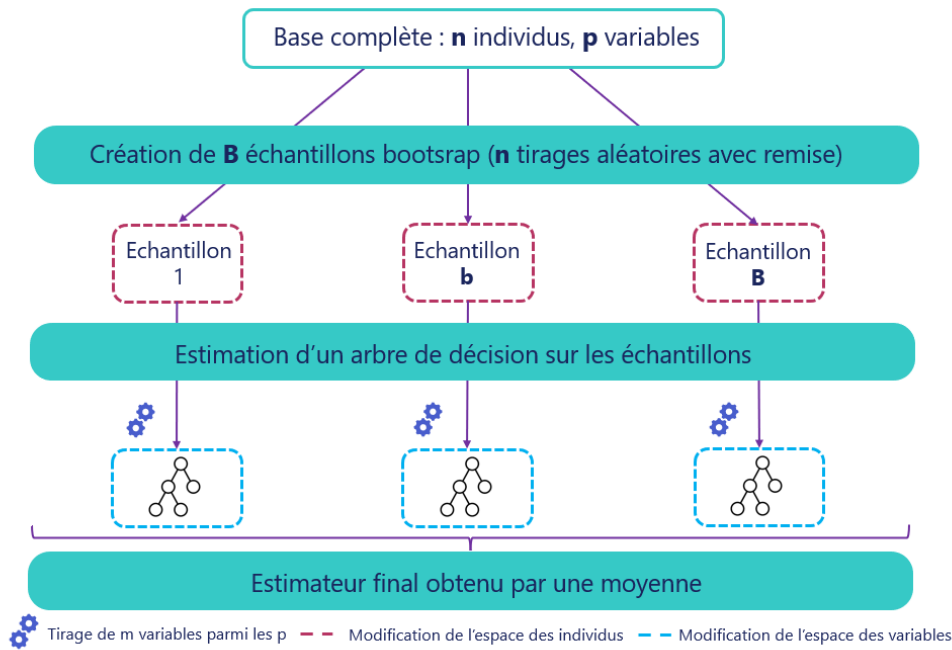 Base complète : n individus, p variables
Création de B échantillons bootsrap (n tirages aléatoires avec remise)
Echantillon
1
Echantillon
b
Echantillon
B
Estimation d'un arbre de décision sur les échantillons
Estimateur final obtenu par une moyenne
Tirage de m variables parmi les p
Modification de l'espace des individus
Modification de l'espace des variables